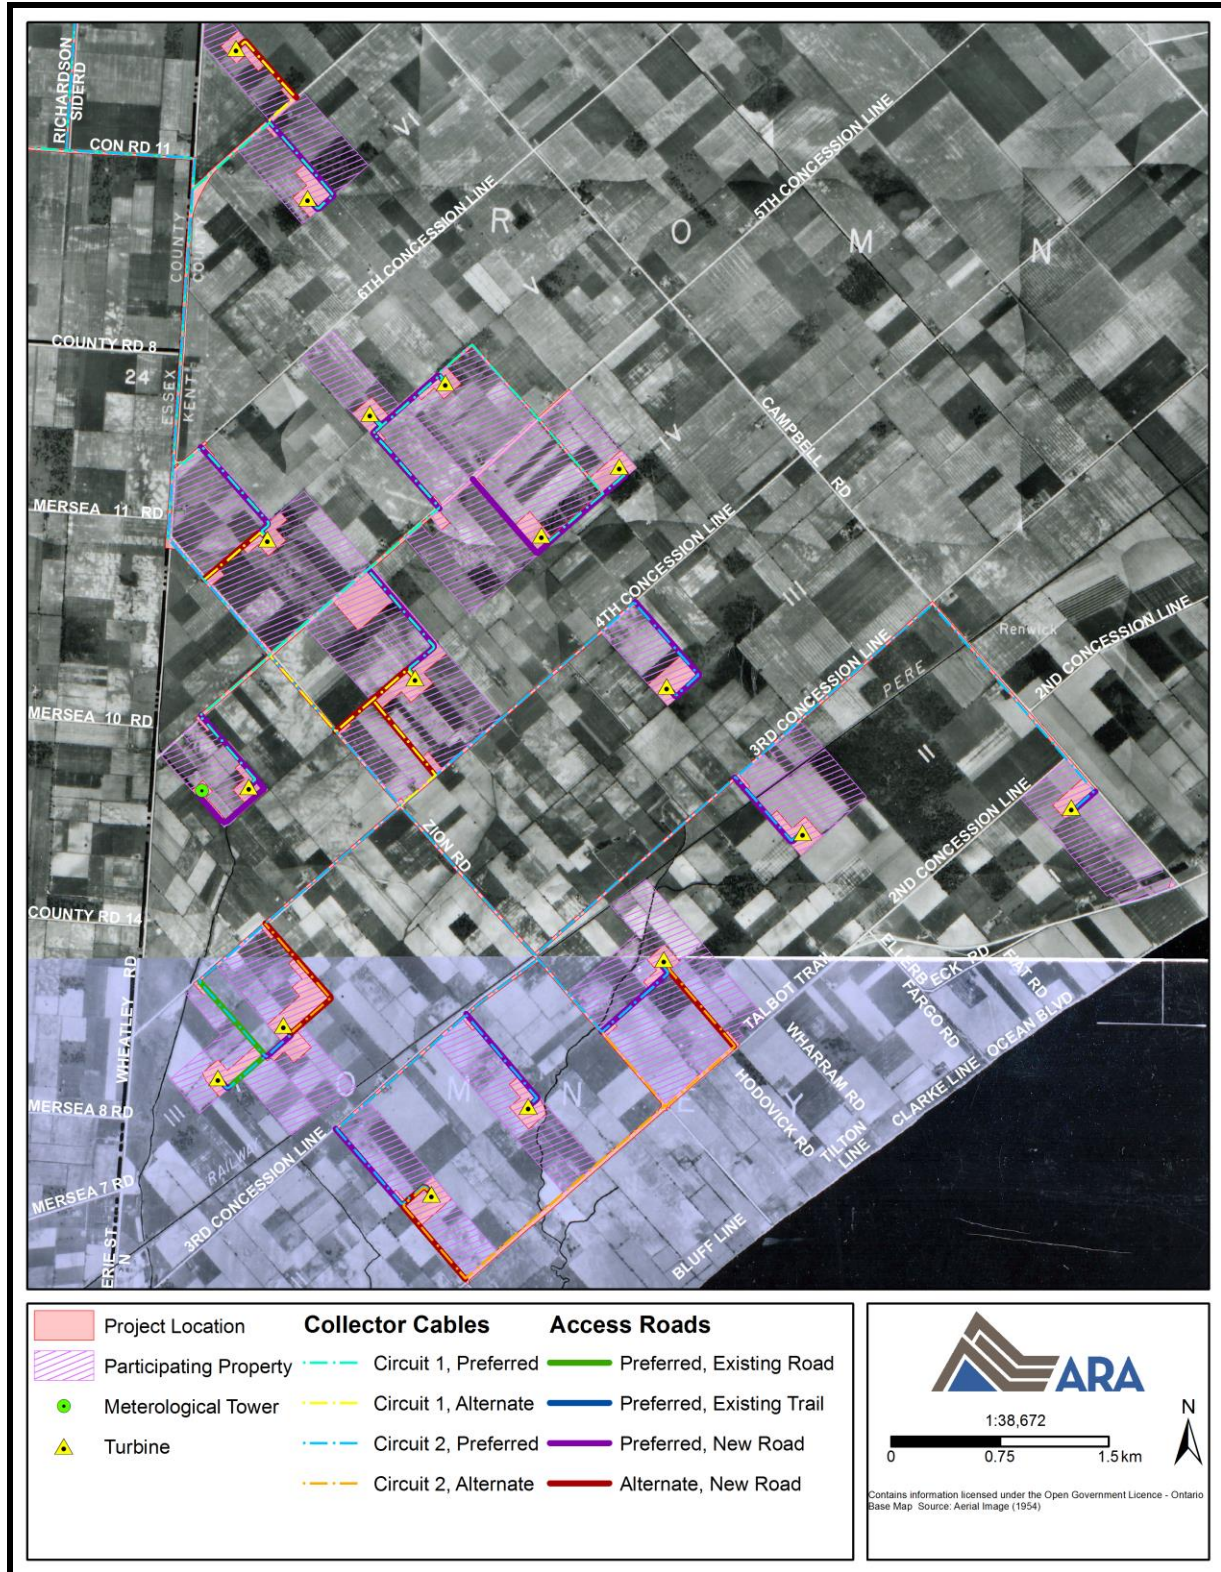 RICHARDSON
SIDERD
CON RD 11
VI
6TH CONCESSION LINE
5TH CONCESSION LINE
R
O
M
N
V
COUNTY
COUNTY
COUNTY RD 8
24
ESSEX
KENT
CAMPBELL
RD
IV
MERSEA 11 RD
4TH CONCESSION LINE
III
Renwick
2ND CONCESSION LINE
3RD CONCESSION LINE
PERE
II
MERSEA 10 RD
ZION RD
2ND CONCESSION LINE
I
COUNTY RD 14
WHEATLEY RD
TALBOT TRAIL
ELLERB
ECK RD
FIAT RD
FARGO RD
WHARRAM RD
CLARKE LINE
OCEAN BLVD
HODOVICK RD
TILTON
LINE
O
M
N
E
MERSEA 8 RD
III
RAILWAY
MERSEA 7 RD
3RD CONCESSION LINE
ERIE ST
N
II
BLUFF LINE
Project Location
Participating Property
Meterological Tower
Turbine
Collector Cables
Circuit 1, Preferred
Circuit 1, Alternate
Circuit 2, Preferred
Circuit 2, Alternate
Access Roads
Preferred, Existing Road
Preferred, Existing Trail
Preferred, New Road
Alternate, New Road
ARA
1:38,672
N
0 0.75 1.5 km
Contains information licensed under the Open Government Licence - Ontario
Base Map Source: Aerial Image (1954)